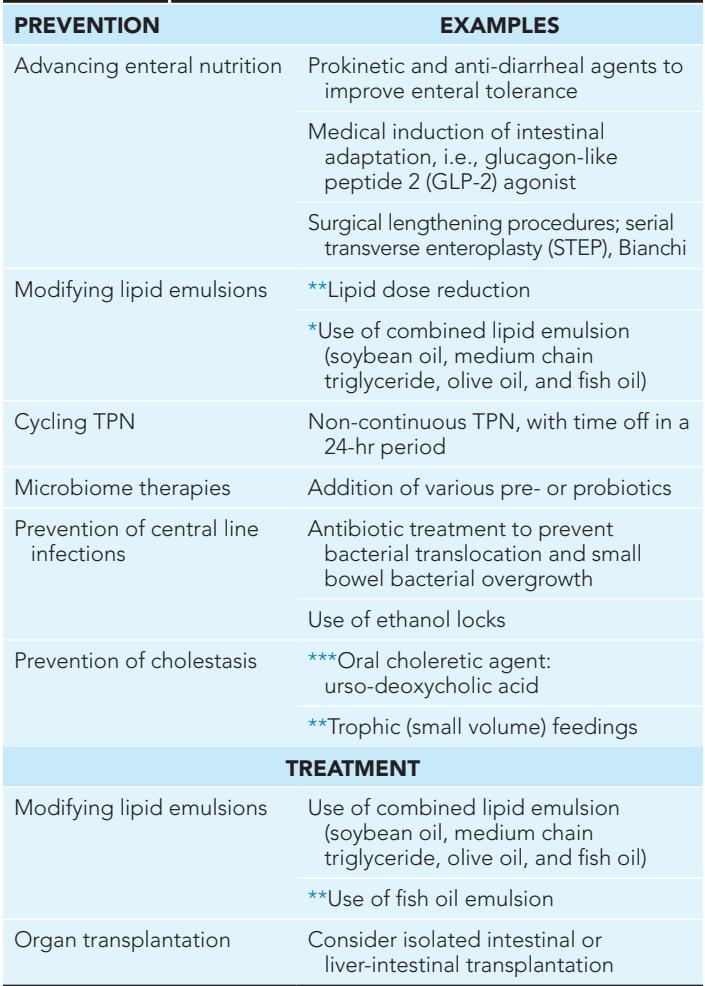 PREVENTION EXAMPLES
Advancing enteral nutrition Prokinetic and anti-diarrheal agents to
improve enteral tolerance
Medical induction of intestinal
adaptation, i.e., glucagon-like
peptide 2 (GLP-2) agonist
Surgical lengthening procedures; serial
transverse enteroplasty (STEP), Bianchi
Modifying lipid emulsions **Lipid dose reduction
*Use of combined lipid emulsion
(soybean oil, medium chain
triglyceride, olive oil, and fish oil)
Cycling TPN Non-continuous TPN, with time off in a
24-hr period
Microbiome therapies Addition of various pre- or probiotics
Prevention of central line Antibiotic treatment to prevent
infections bacterial translocation and small
bowel bacterial overgrowth
Use of ethanol locks
Prevention of cholestasis ***Oral choleretic agent:
urso-deoxycholic acid
**Trophic (small volume) feedings
TREATMENT
Modifying lipid emulsions Use of combined lipid emulsion
(soybean oil, medium chain
triglyceride, olive oil, and fish oil)
**Use of fish oil emulsion
Organ transplantation Consider isolated intestinal or
liver-intestinal transplantation